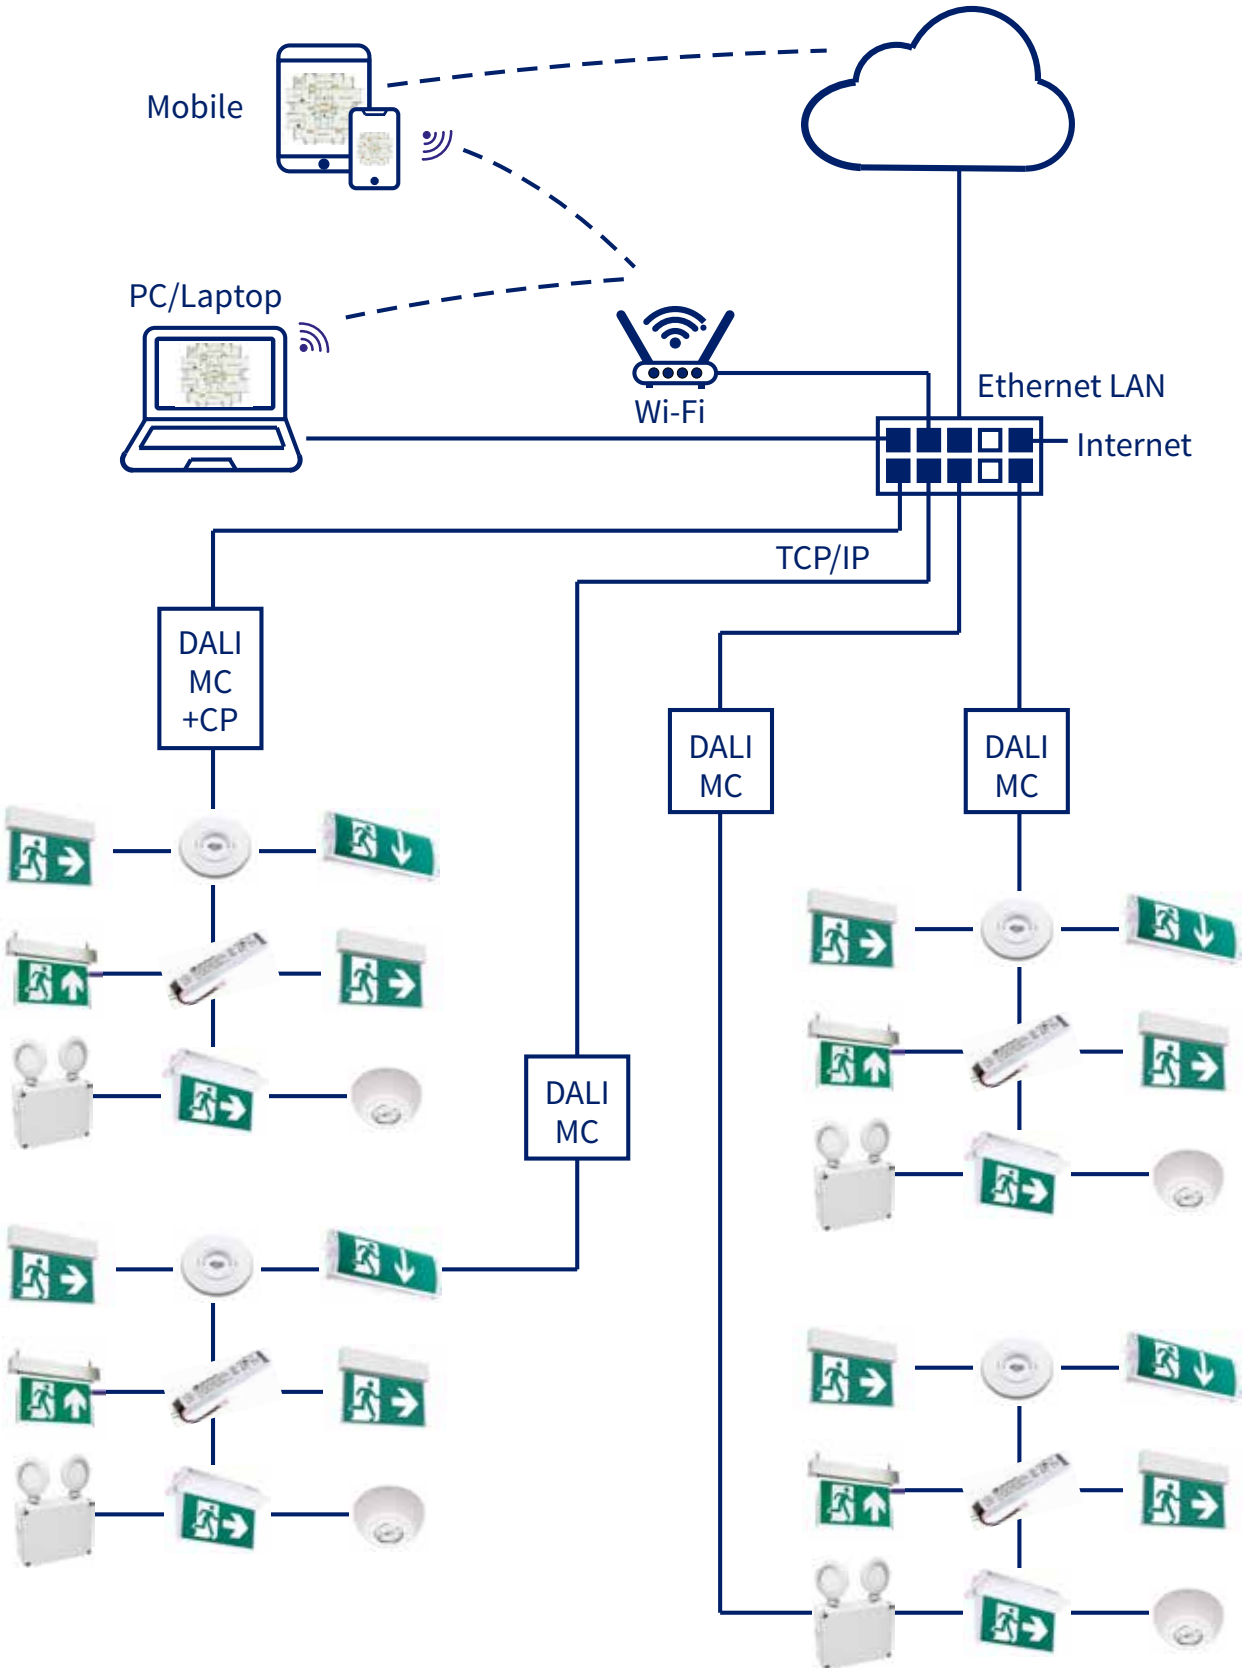 Mobile
PC/Laptop
Wi-Fi
Ethernet LAN
Internet
TCP/IP
DALI
MC
+CP
DALI
MC
DALI
MC
DALI
MC